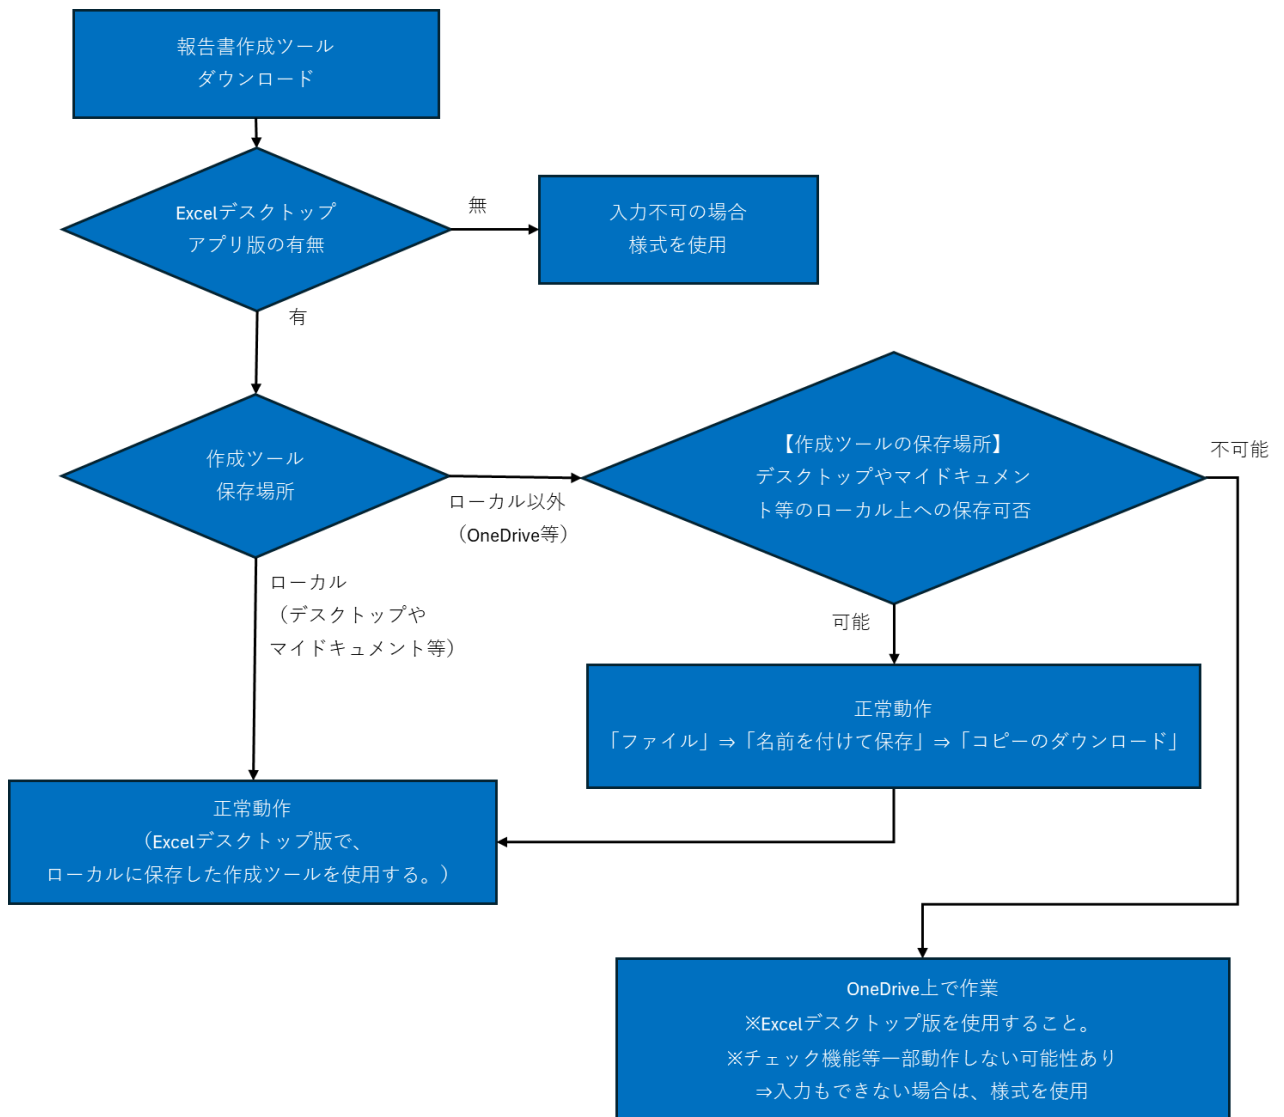 報告書作成ツール
ダウンロード
Excelデスクトップ
アプリ版の有無
無
入力不可の場合
様式を使用
有
作成ツール
保存場所
ローカル以外
（OneDrive等）
【作成ツールの保存場所】
デスクトップやマイドキュメン
ト等のローカル上への保存可否
不可能
ローカル
（デスクトップや
マイドキュメント等）
可能
正常動作
「ファイル」⇒「名前を付けて保存」⇒「コピーのダウンロード」
正常動作
（Excelデスクトップ版で、
ローカルに保存した作成ツールを使用する。）
OneDrive上で作業
※Excelデスクトップ版を使用すること。
※チェック機能等一部動作しない可能性あり
⇒入力もできない場合は、様式を使用